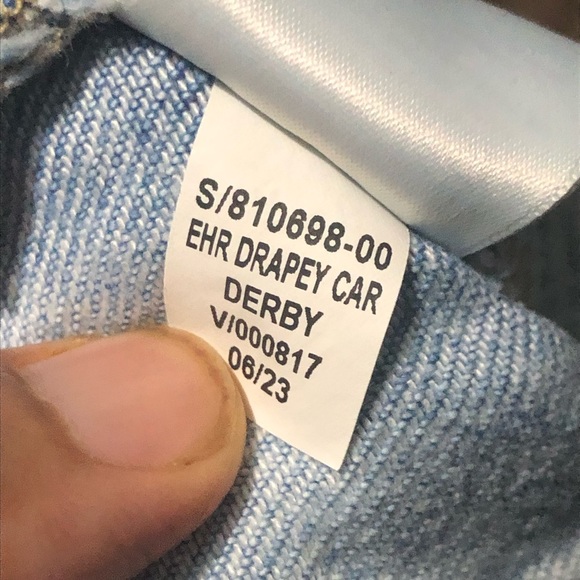 S/810698-00
EHR DRAPEY CAR
DERBY
V/000817
06/23